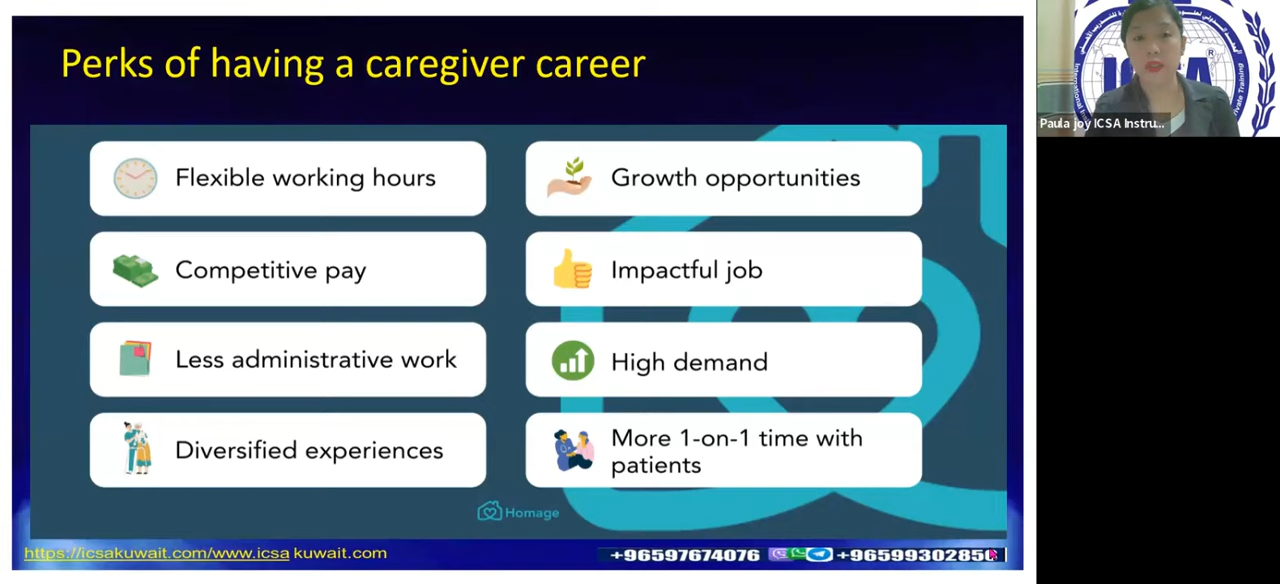 Perks of having a caregiver career
Flexible working hours
Growth opportunities
Competitive pay
Impactful job
Less administrative work
High demand
Diversified experiences
More 1-on-1 time with
patients
Homage
https://icsakuwait.com/www.icsa kuwait.com
+96597674076
+9659930285
Paula joy ICSA Instru...